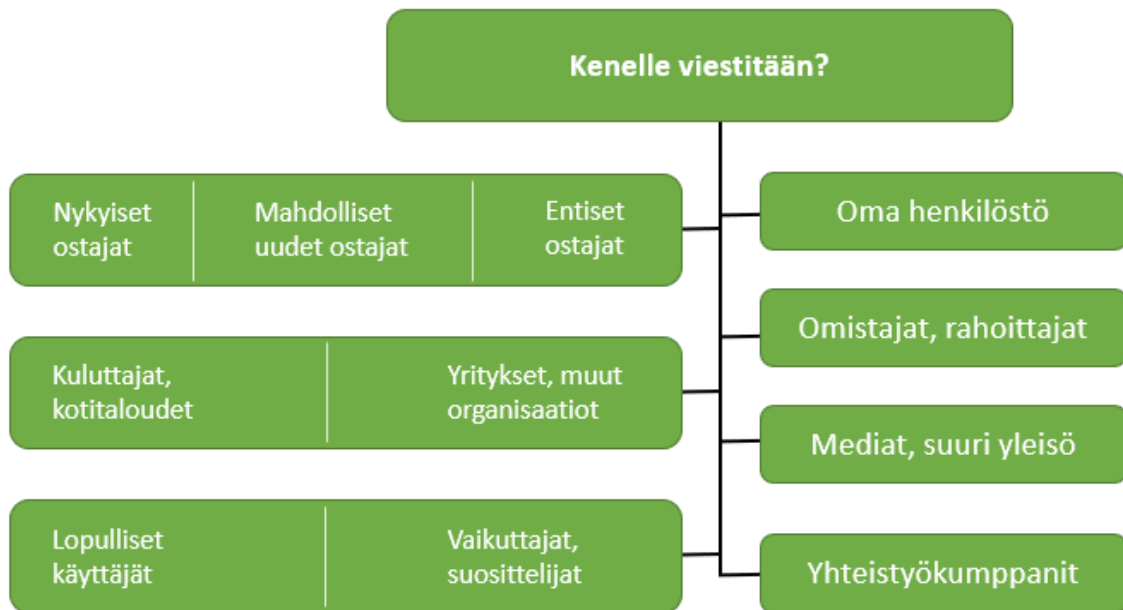 Kenelle viestitään?
Nykyiset
ostajat
Mahdolliset
uudet ostajat
Entiset
ostajat
Kuluttajat,
kotitaloudet
Yritykset, muut
organisaatiot
Lopulliset
käyttäjät
Vaikuttajat,
suosittelijat
Oma henkilöstö
Omistajat, rahoittajat
Mediat, suuri yleisö
Yhteistyökumppanit